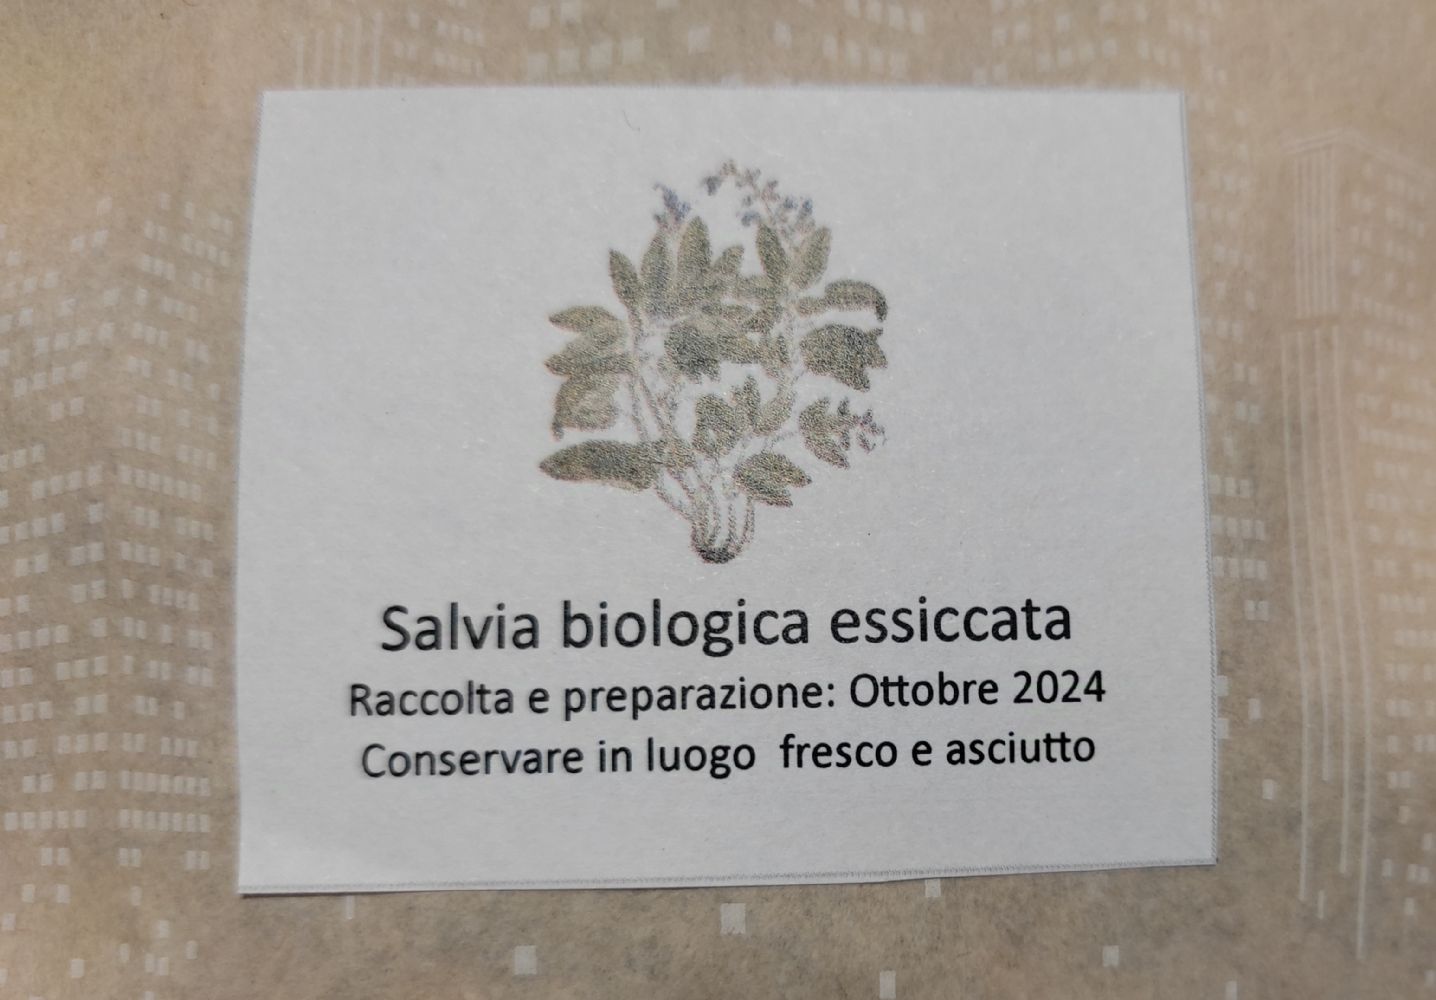 Salvia biologica essiccata
Raccolta e preparazione: Ottobre 2024
Conservare in luogo fresco e asciutto